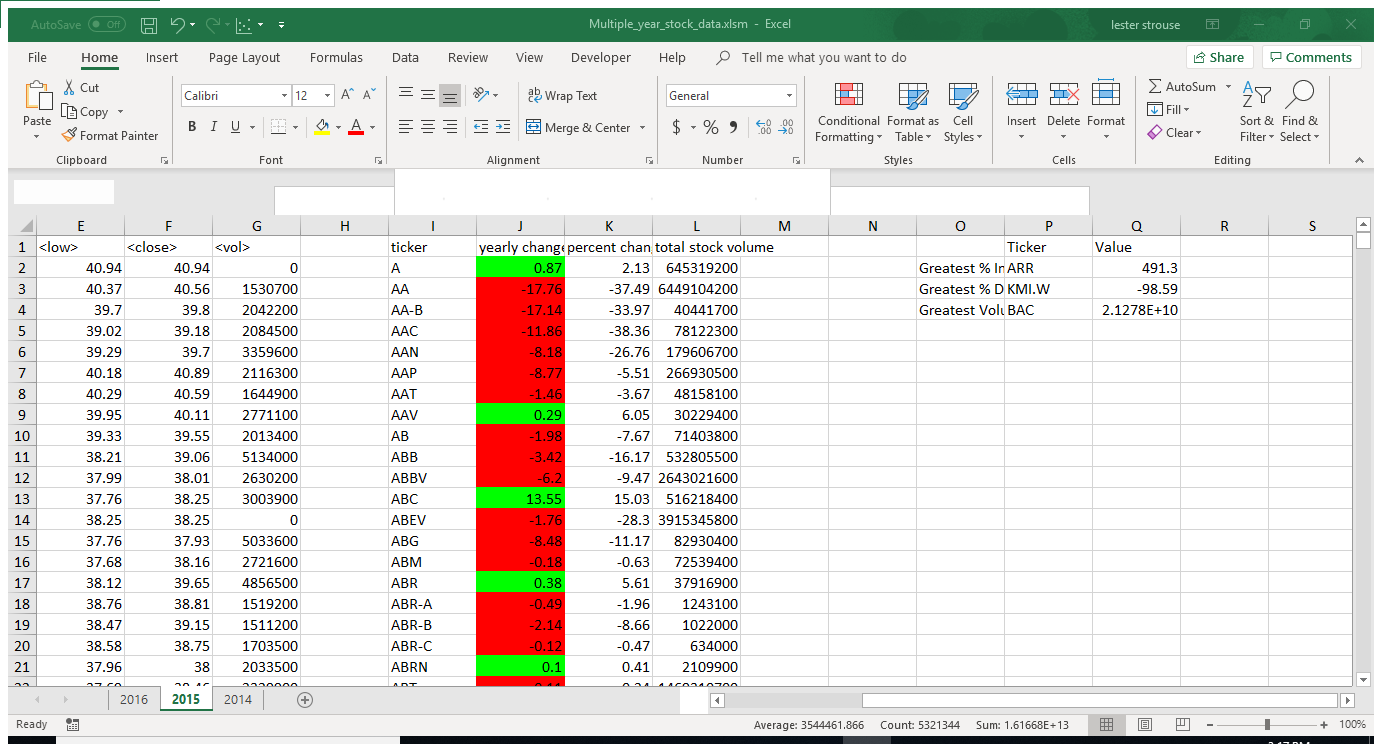 AutoSave Off Multiple_year_stock_data.xlsm - Excel lester strouse
File Home Insert Page Layout Formulas Data Review View Developer Help Tell me what you want to do Share Comments
Paste Cut Calibri 12 A A Wrap Text General Conditional Formatting Format as Table Cell Styles Insert Delete Format AutoSum Sort & Filter Find & Select
Copy Fill
Format Painter B I U A Merge & Center $ % Clear
Clipboard Font Alignment Number Styles Cells Editing
E F G H I J K L M N O P Q R S
1 <low> <close> <vol> ticker yearly change percent chan total stock volume Ticker Value
2 40.94 40.94 0 A 0.87 2.13 645319200 Greatest % In ARR 491.3
3 40.37 40.56 1530700 AA -17.76 -37.49 6449104200 Greatest % D KMI.W -98.59
4 39.7 39.8 2042200 AA-B -17.14 -33.97 40441700 Greatest Volu BAC 2.1278E+10
5 39.02 39.18 2084500 AAC -11.86 -38.36 78122300
6 39.29 39.7 3359600 AAN -8.18 -26.76 179606700
7 40.18 40.89 2116300 AAP -8.77 -5.51 266930500
8 40.29 40.59 1644900 AAT -1.46 -3.67 48158100
9 39.95 40.11 2771100 AAV 0.29 6.05 30229400
10 39.33 39.55 2013400 AB -1.98 -7.67 71403800
11 38.21 39.06 5134000 ABB -3.42 -16.17 532805500
12 37.99 38.01 2630200 ABBV -6.2 -9.47 2643021600
13 37.76 38.25 3003900 ABC 13.55 15.03 516218400
14 38.25 38.25 0 ABEV -1.76 -28.3 3915345800
15 37.76 37.93 5033600 ABG -8.48 -11.17 82930400
16 37.68 38.16 2721600 ABM -0.18 -0.63 72539400
17 38.12 39.65 4856500 ABR 0.38 5.61 37916900
18 38.76 38.81 1519200 ABR-A -0.49 -1.96 1243100
19 38.47 39.15 1511200 ABR-B -2.14 -8.66 1022000
20 38.58 38.75 1703500 ABR-C -0.12 -0.47 634000
21 37.96 38 2033500 ABRN 0.1 0.41 2109900
2016 2015 2014
Ready Average: 3544461.866 Count: 5321344 Sum: 1.61668E+13 100%